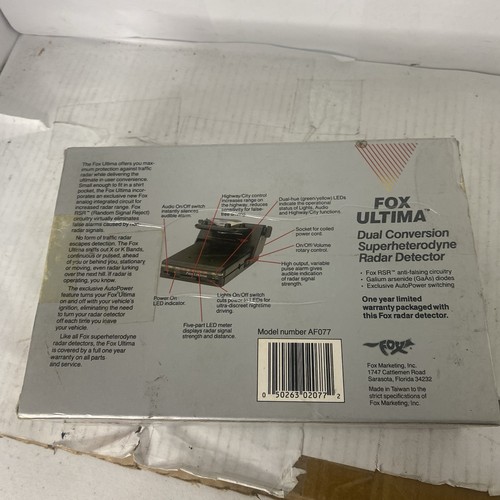 The Fox Ultima offers you max-
imum protection against traffic
radar while delivering the
ultimate in user convenience.
Small enough to fit in a shirt
pocket, the Fox Ultima incor-
porates an exclusive new Fox
analog integrated circuit for
increased radar range. Fox
RSR™ (Random Signal Reject)
circuitry virtually eliminates
false alarms caused by
radar signals.
No form of traffic radar
escapes detection. The Fox
Ultima sniffs out X or K Bands,
continuous or pulsed, ahead
of you or behind you, stationary
or moving, even radar lurking
over the next hill. If radar is
operating, you know.
The exclusive AutoPower
feature turns your Fox Ultima
on and off with your vehicle's
ignition, eliminating the need
to turn your radar detector
off each time you leave
your vehicle.
Like all Fox superheterodyne
radar detectors, the Fox Ultima
is covered by a full one year
warranty on all parts
and service.
Audio On/Off switch
instantly silences
audible alarm.
Highway/City control
increases range on
the highway, reduces
sensitivity for false-
free
Dual-hue (green/yellow) LEDs
indicate the operational
status of Lights, Audio
and Highway/City functions.
Socket for coiled
power cord.
On/Off/Volume
rotary control.
High output, variable
pulse alarm gives
audible indication
of radar signal
strength.
Power On
LED indicator.
Lights On/Off switch
cuts power to LEDs for
ultra-discreet nighttime
driving.
Five-part LED meter
displays radar signal
strength and distance.
Model number AF077
0 50263 02077 2
FOX
ULTIMA™
Dual Conversion
Superheterodyne
Radar Detector
• Fox RSR™ anti-falsing circuitry
• Galium arsenide (GaAs) diodes
• Exclusive AutoPower switching
One year limited
warranty packaged with
this Fox radar detector.
FOX
Fox Marketing, Inc.
1747 Cattlemen Road
Sarasota, Florida 34232
Made in Taiwan to the
strict specifications of
Fox Marketing, Inc.